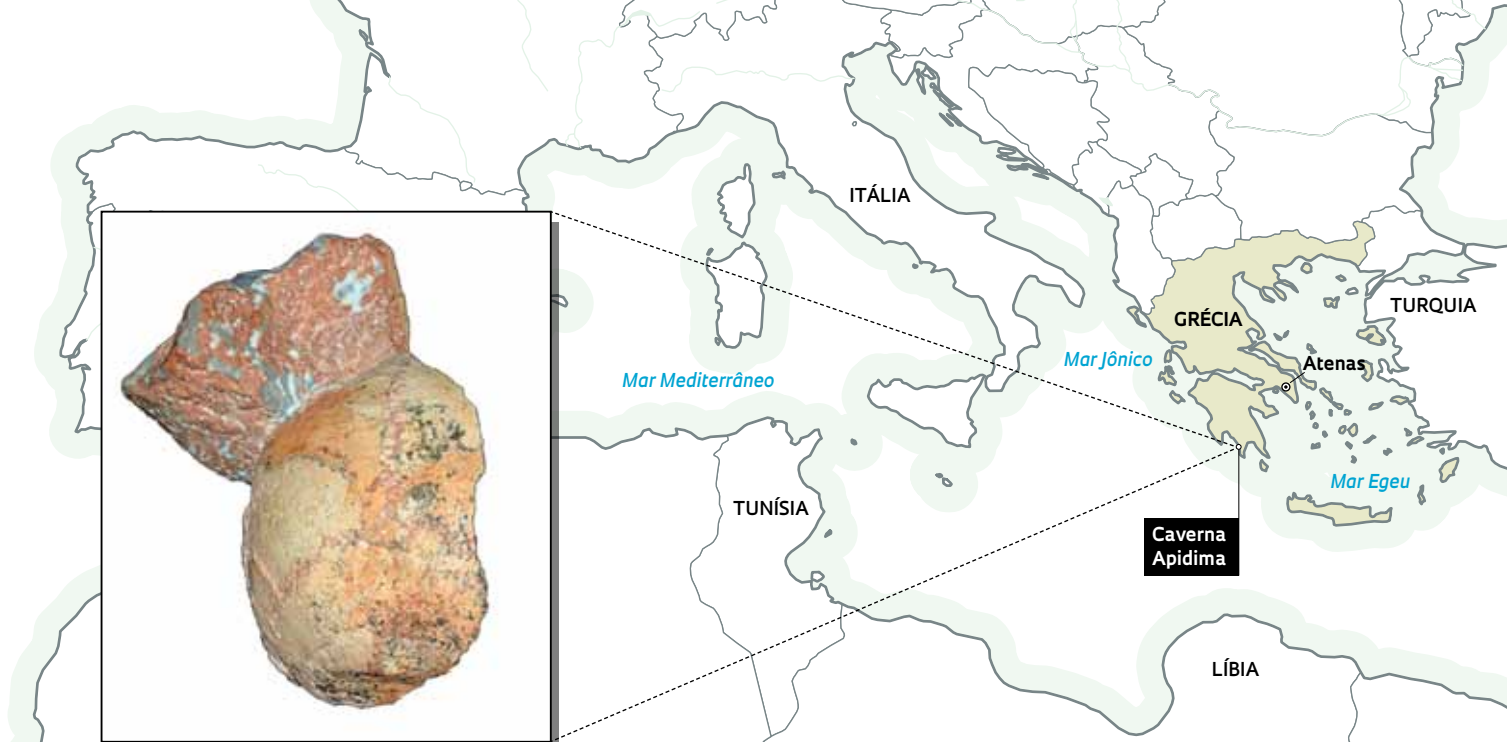 ITÁLIA
GRÉCIA
TURQUIA
Atenas
Mar Jônico
Mar Mediterrâneo
Mar Egeu
TUNÍSIA
Caverna
Apidima
LÍBIA